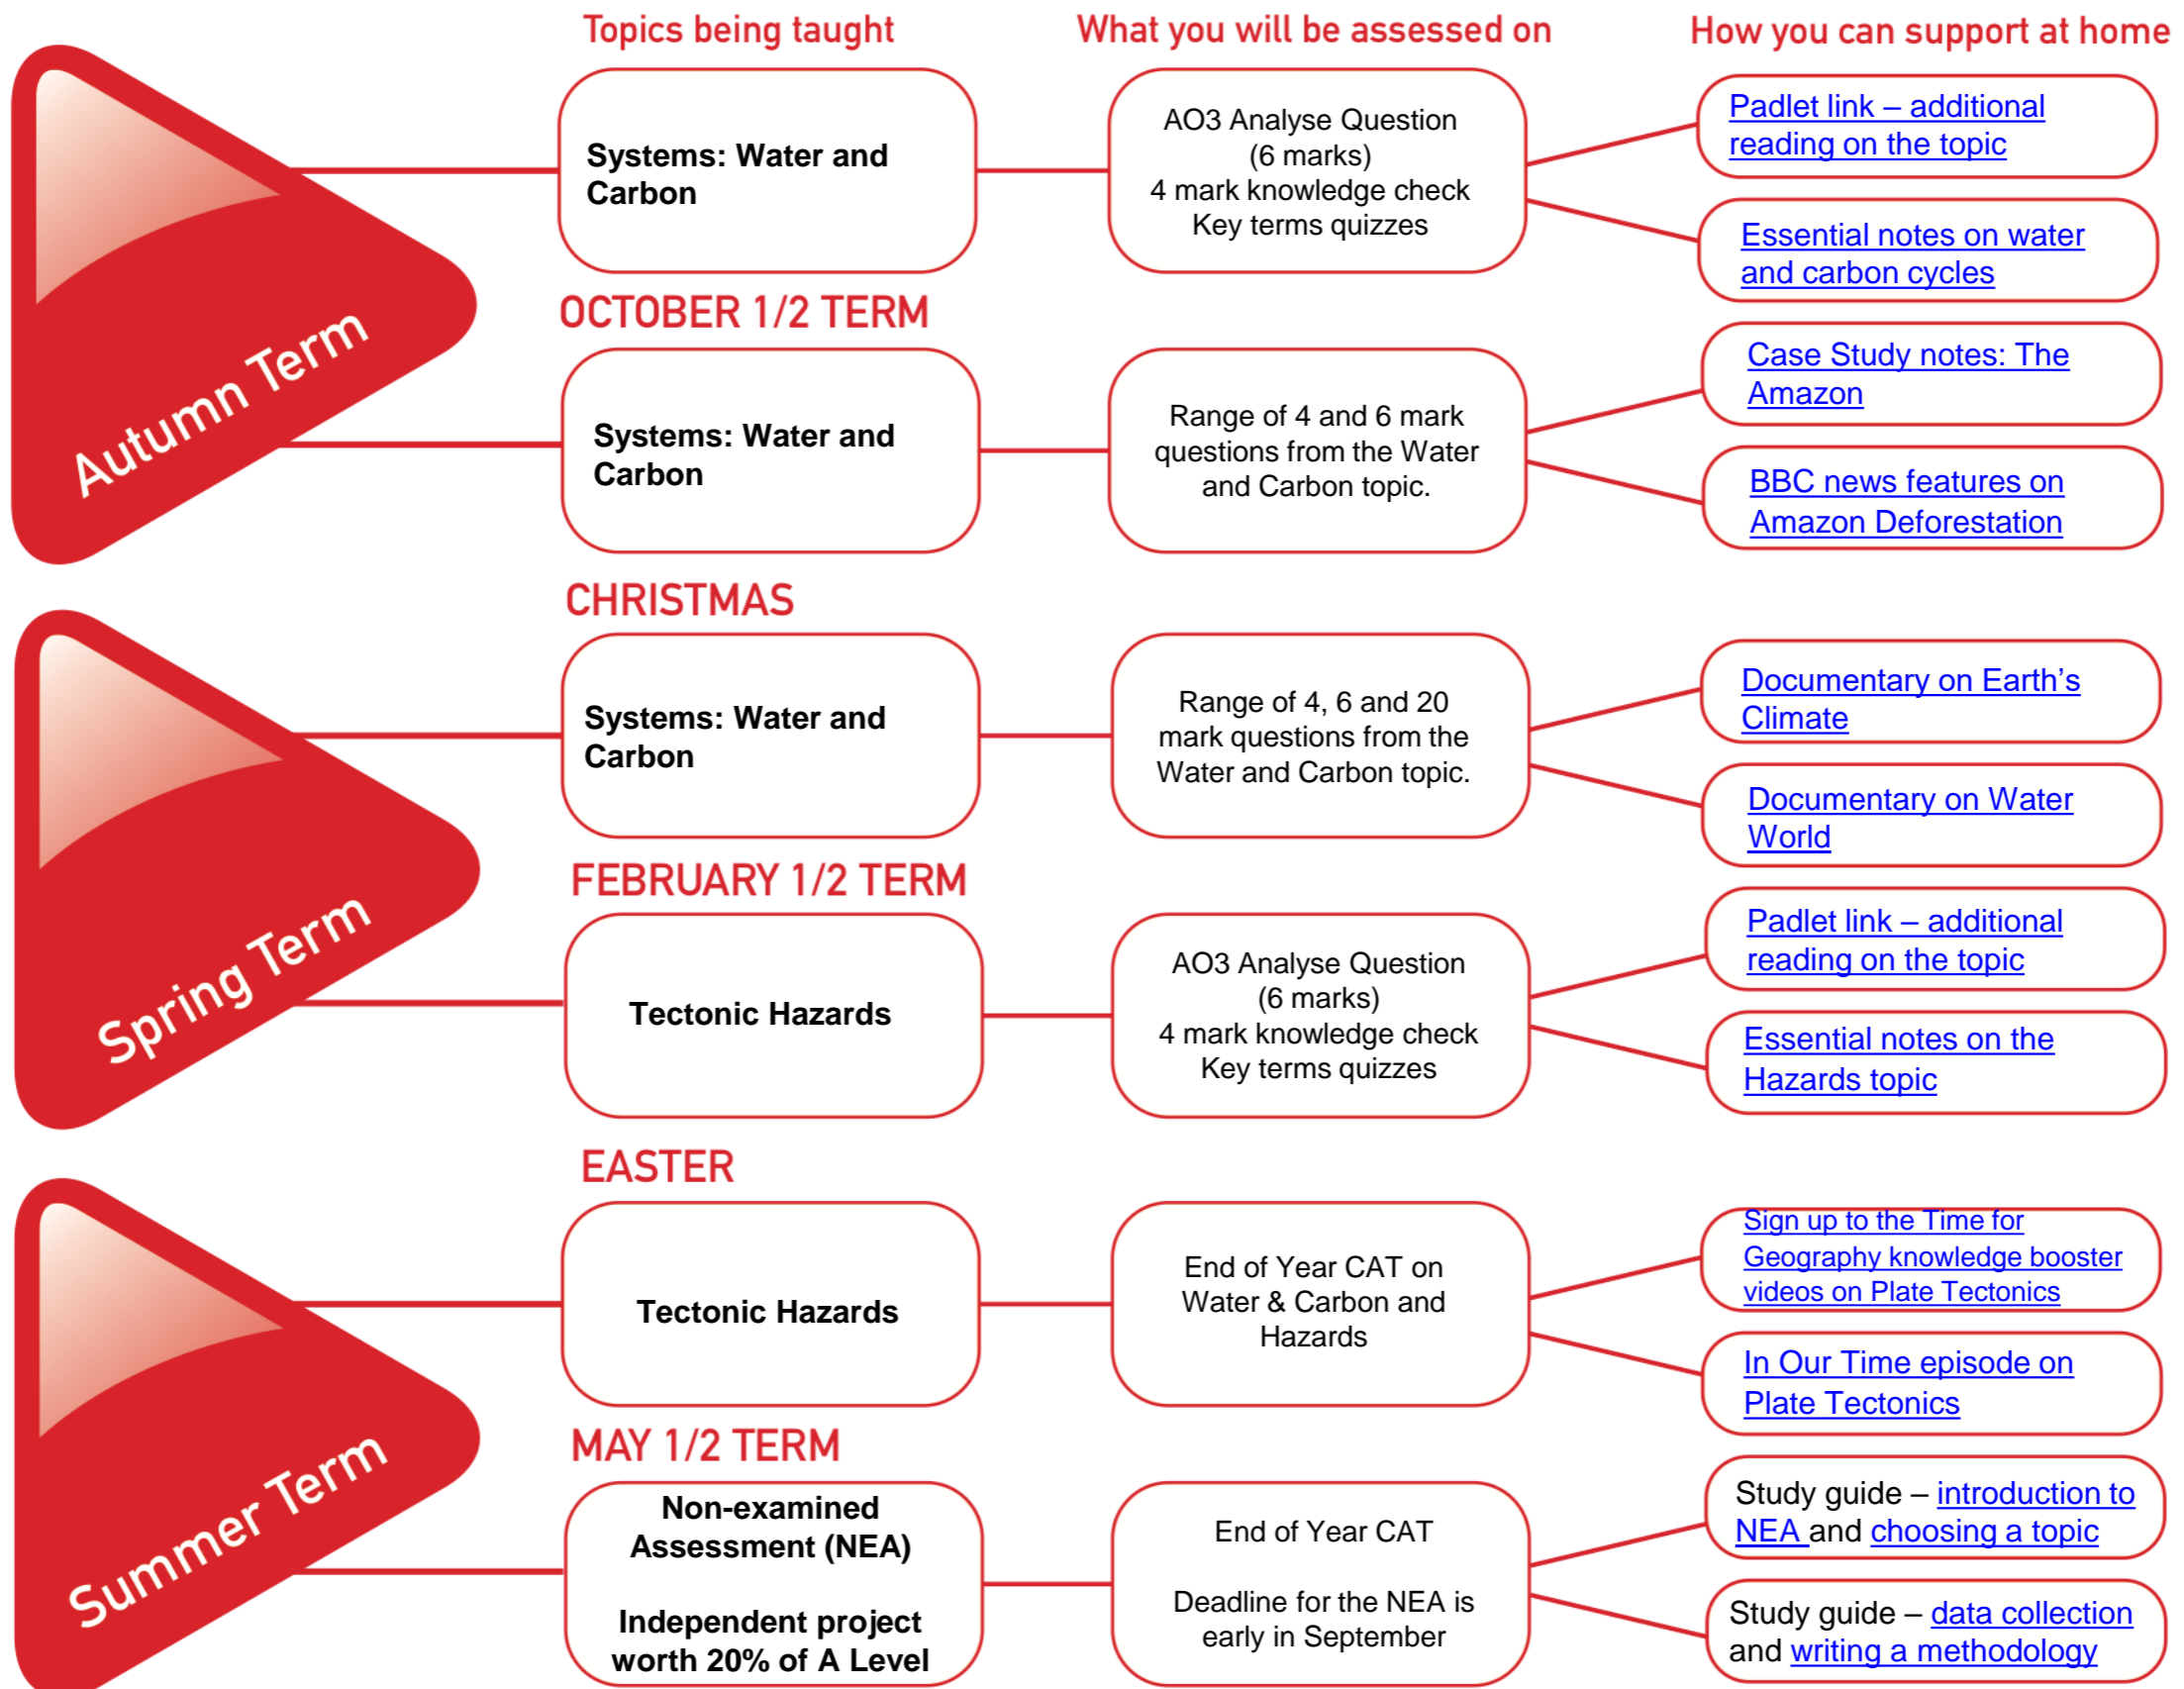 Topics being taught
What you will be assessed on
How you can support at home
Autumn Term
Systems: Water and
Carbon
AO3 Analyse Question
(6 marks)
4 mark knowledge check
Key terms quizzes
Padlet link – additional
reading on the topic
Essential notes on water
and carbon cycles
OCTOBER 1/2 TERM
Systems: Water and
Carbon
Range of 4 and 6 mark
questions from the Water
and Carbon topic.
Case Study notes: The
Amazon
BBC news features on
Amazon Deforestation
CHRISTMAS
Spring Term
Systems: Water and
Carbon
Range of 4, 6 and 20
mark questions from the
Water and Carbon topic.
Documentary on Earth’s
Climate
Documentary on Water
World
FEBRUARY 1/2 TERM
Tectonic Hazards
AO3 Analyse Question
(6 marks)
4 mark knowledge check
Key terms quizzes
Padlet link – additional
reading on the topic
Essential notes on the
Hazards topic
EASTER
Summer Term
Tectonic Hazards
End of Year CAT on
Water & Carbon and
Hazards
Sign up to the Time for
Geography knowledge booster
videos on Plate Tectonics
In Our Time episode on
Plate Tectonics
MAY 1/2 TERM
Non-examined
Assessment (NEA)
Independent project
worth 20% of A Level
End of Year CAT
Deadline for the NEA is
early in September
Study guide – introduction to
NEA and choosing a topic
Study guide – data collection
and writing a methodology